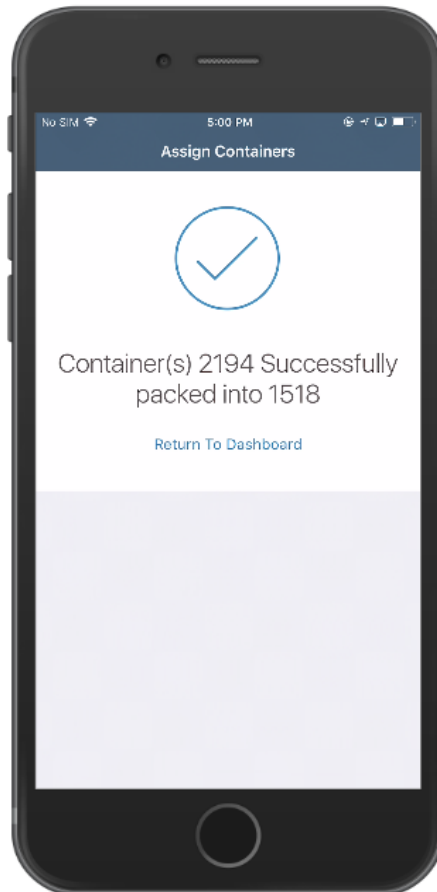 No SIM 5:00 PM
Assign Containers
Container(s) 2194 Successfully
packed into 1518
Return To Dashboard